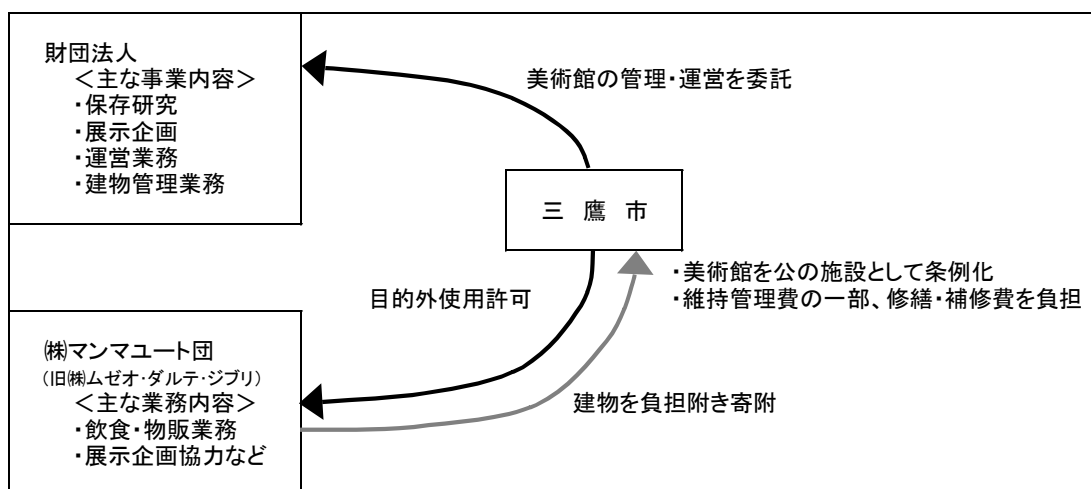 財団法人
＜主な事業内容＞
・保存研究
・展示企画
・運営業務
・建物管理業務
美術館の管理・運営を委託
三 鷹 市
・美術館を公の施設として条例化
・維持管理費の一部、修繕・補修費を負担
目的外使用許可
㈱マンマユート団
（旧㈱ムゼオ・ダルテ・ジブリ）
＜主な業務内容＞
・飲食・物販業務
・展示企画協力など
建物を負担附き寄附